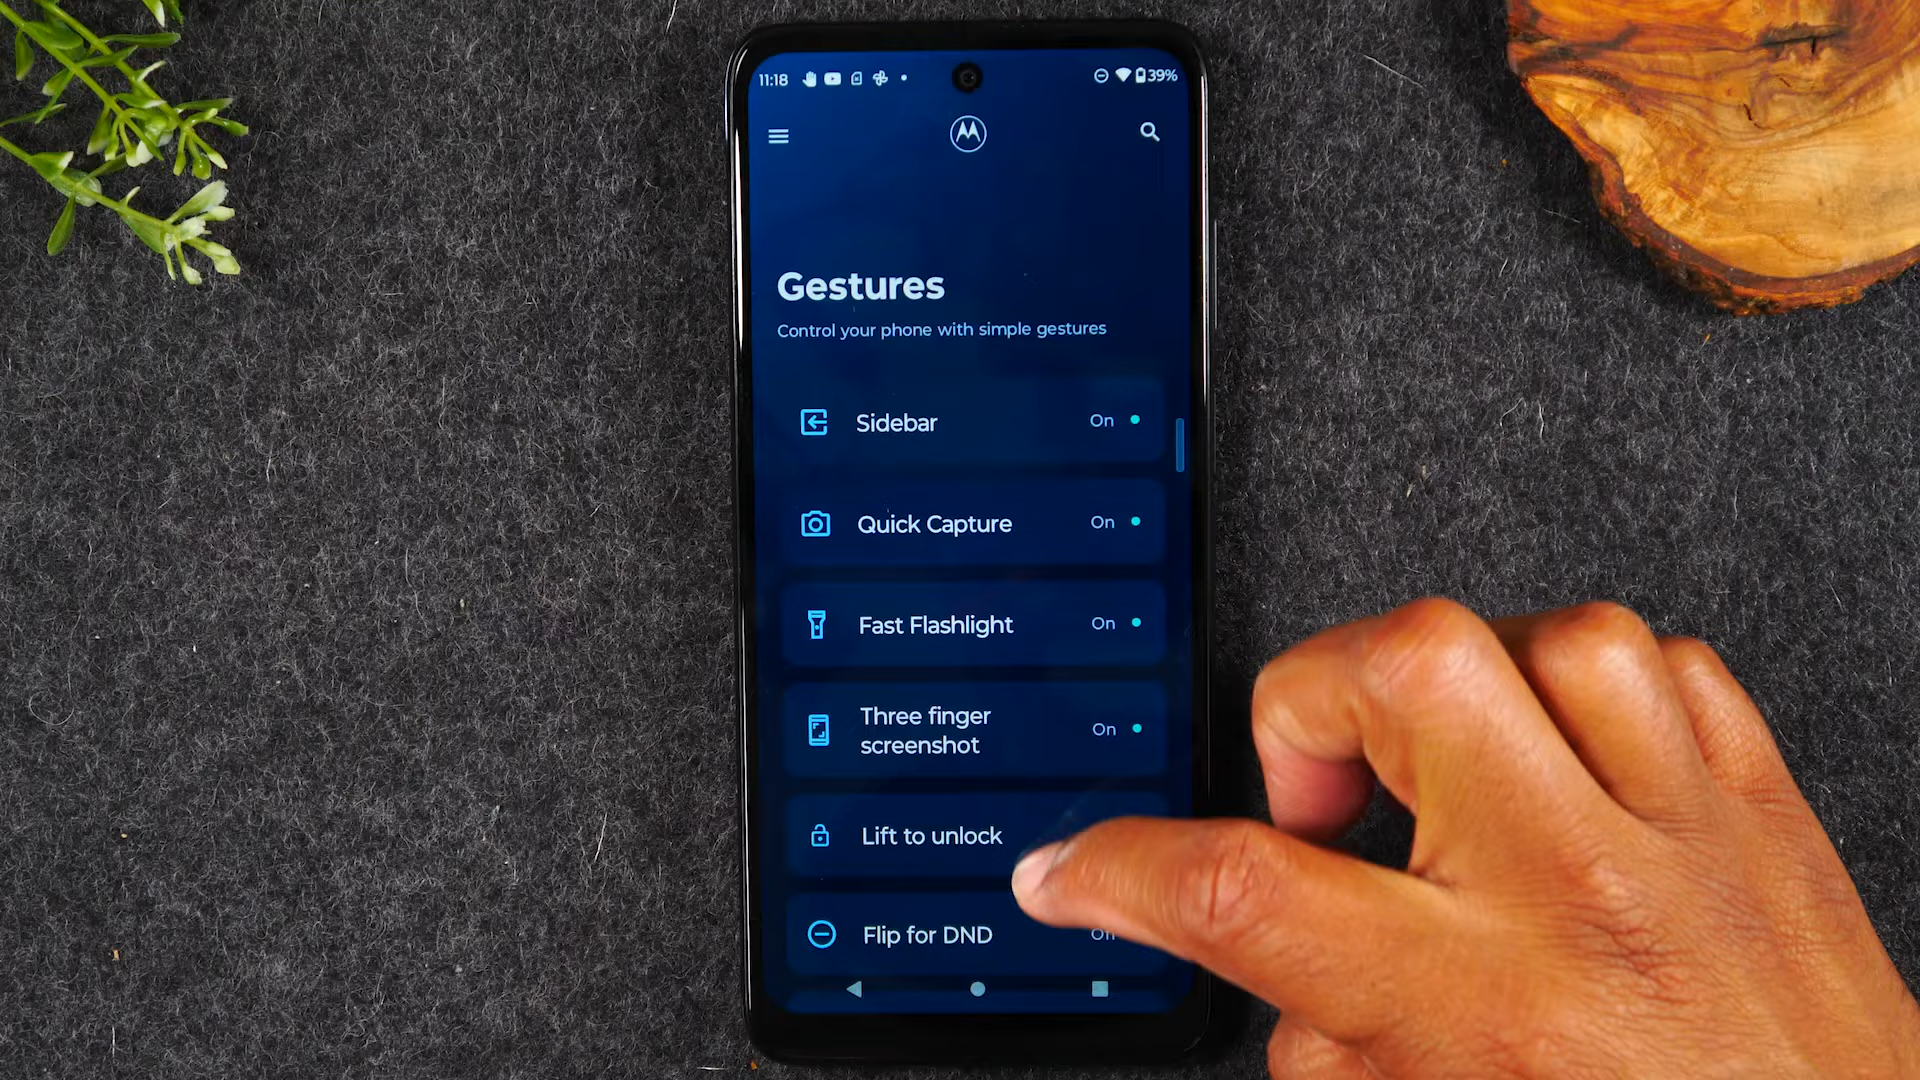 11:18
39%
Gestures
Control your phone with simple gestures
Sidebar On
Quick Capture On
Fast Flashlight On
Three finger
screenshot On
Lift to unlock
Flip for DND